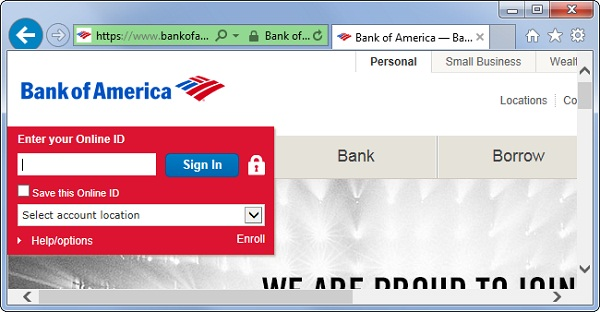 https://www.bankofa...
Bank of...
Bank of America — Ba...
Personal
Small Business
Wealt
Bank of America
Locations
Co
Enter your Online ID
Sign In
Bank
Borrow
Save this Online ID
Select account location
Help/options
Enroll
WE ARE PROUD TO JOIN